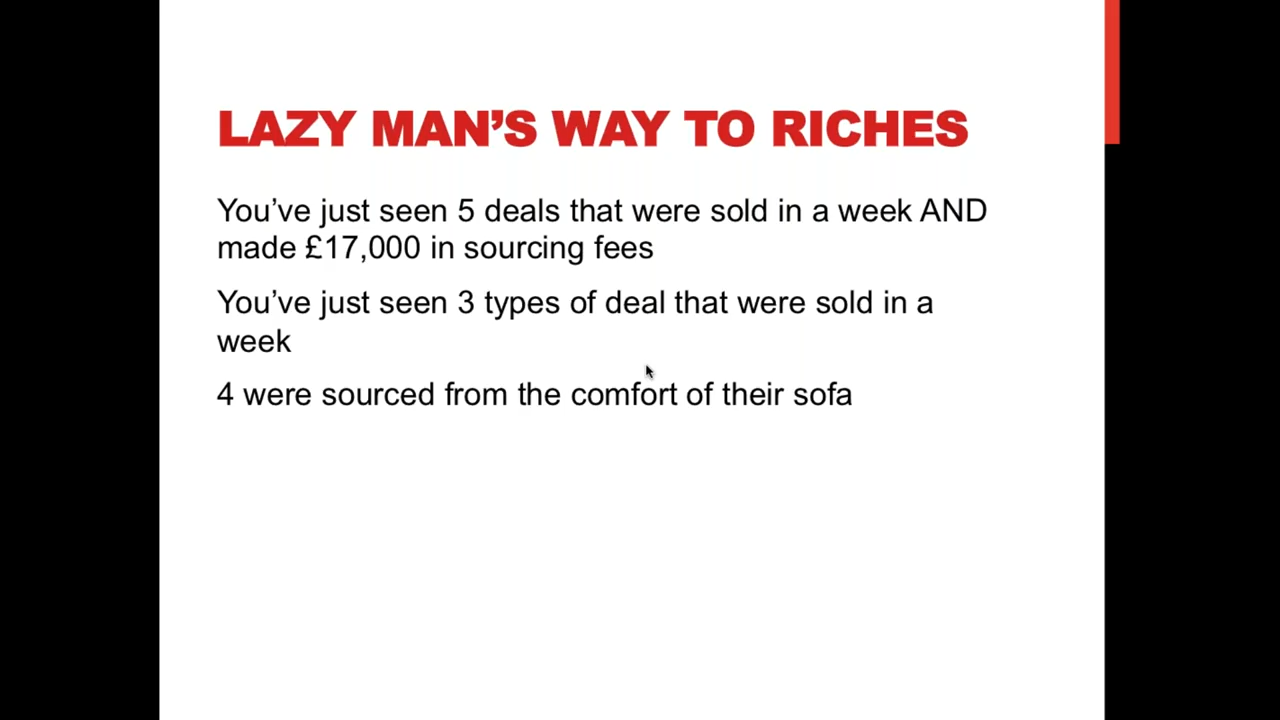 LAZY MAN’S WAY TO RICHES
You’ve just seen 5 deals that were sold in a week AND
made £17,000 in sourcing fees
You’ve just seen 3 types of deal that were sold in a
week
4 were sourced from the comfort of their sofa